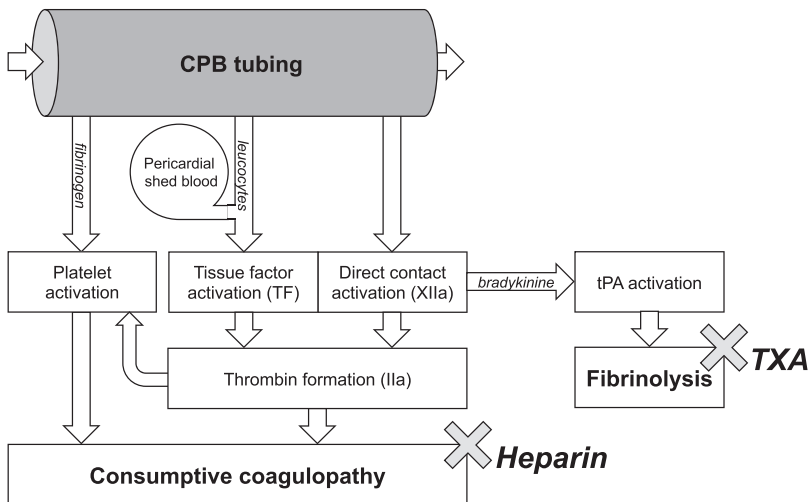 CPB tubing
fibrinogen
Pericardial
shed blood
leucocytes
Platelet
activation
Tissue factor
activation (TF)
Direct contact
activation (XIIa)
bradykinine
tPA activation
Thrombin formation (IIa)
Fibrinolysis
TXA
Consumptive coagulopathy
Heparin